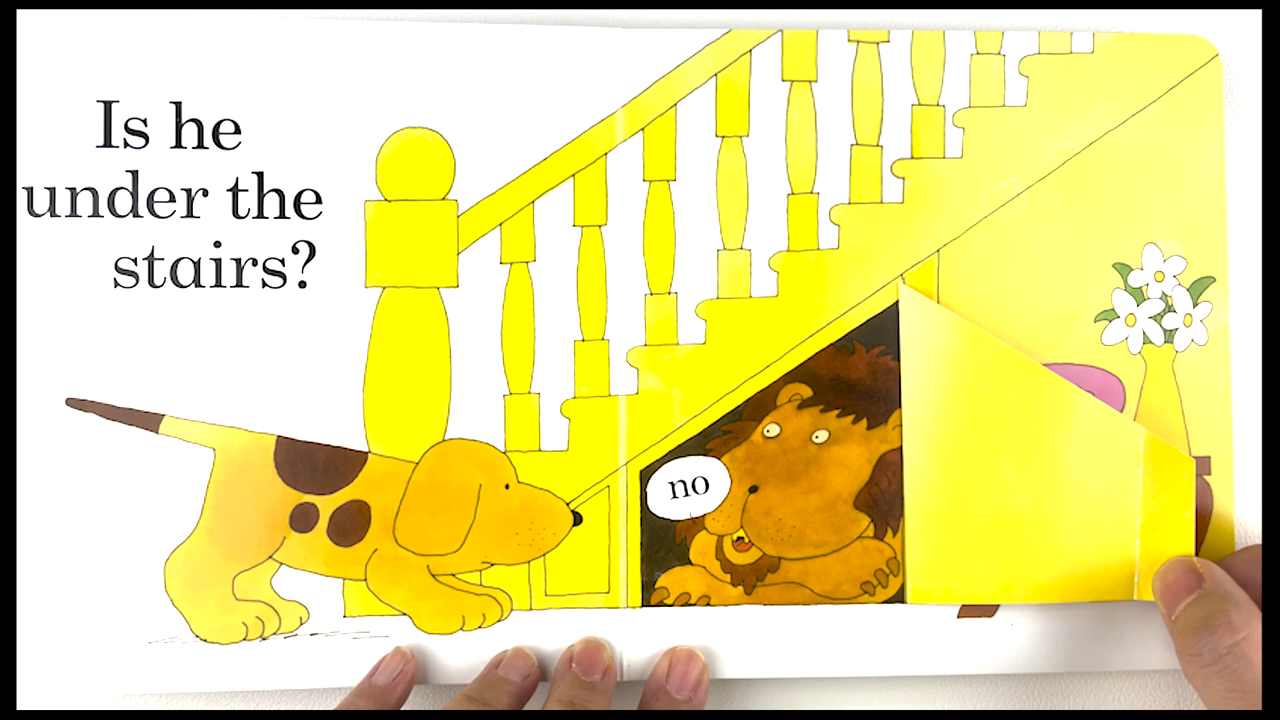 Is he
under the
stairs?
no